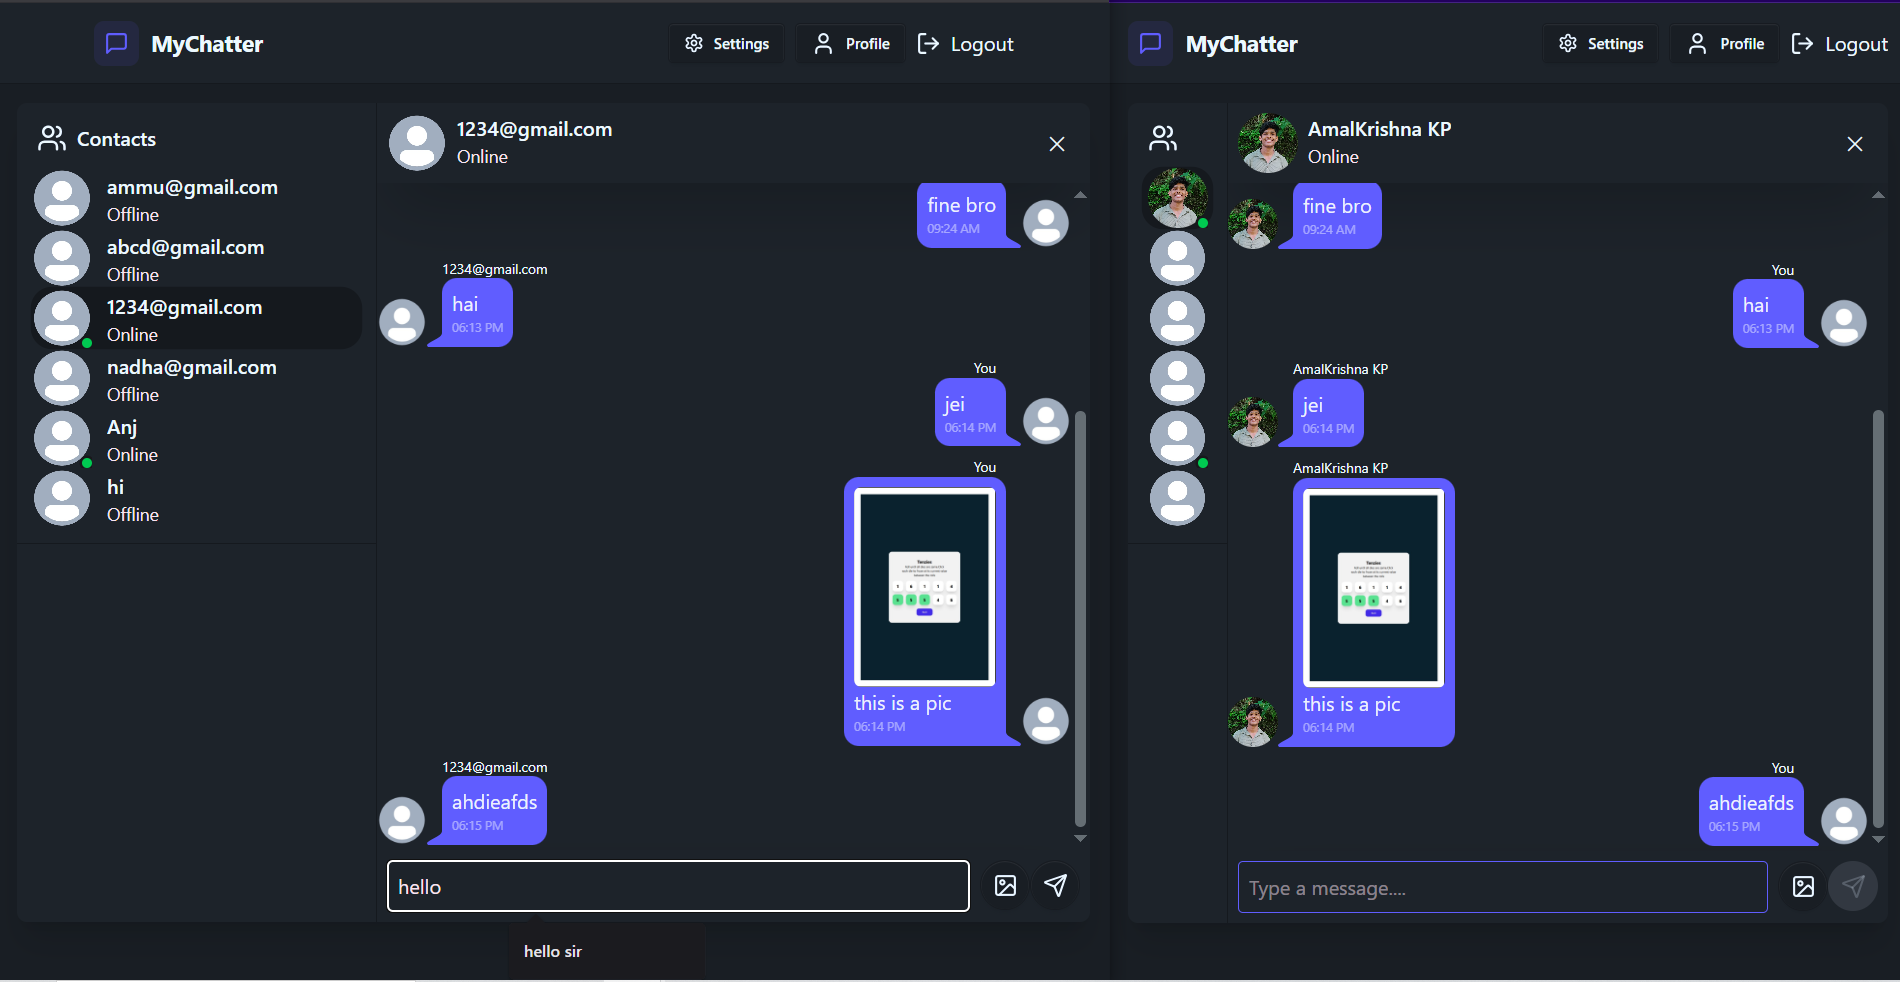 MyChatter
Settings
Profile
Logout
Contacts
ammu@gmail.com
Offline
abcd@gmail.com
Offline
1234@gmail.com
Online
nadha@gmail.com
Offline
Anj
Online
hi
Offline
1234@gmail.com
Online
fine bro
09:24 AM
1234@gmail.com
hai
06:13 PM
You
jei
06:14 PM
You
Tenzies
this is a pic
06:14 PM
1234@gmail.com
ahdieafds
06:15 PM
hello
hello sir
MyChatter
Settings
Profile
Logout
AmalKrishna KP
Online
fine bro
09:24 AM
You
hai
06:13 PM
AmalKrishna KP
jei
06:14 PM
AmalKrishna KP
Tenzies
this is a pic
06:14 PM
You
ahdieafds
06:15 PM
Type a message....